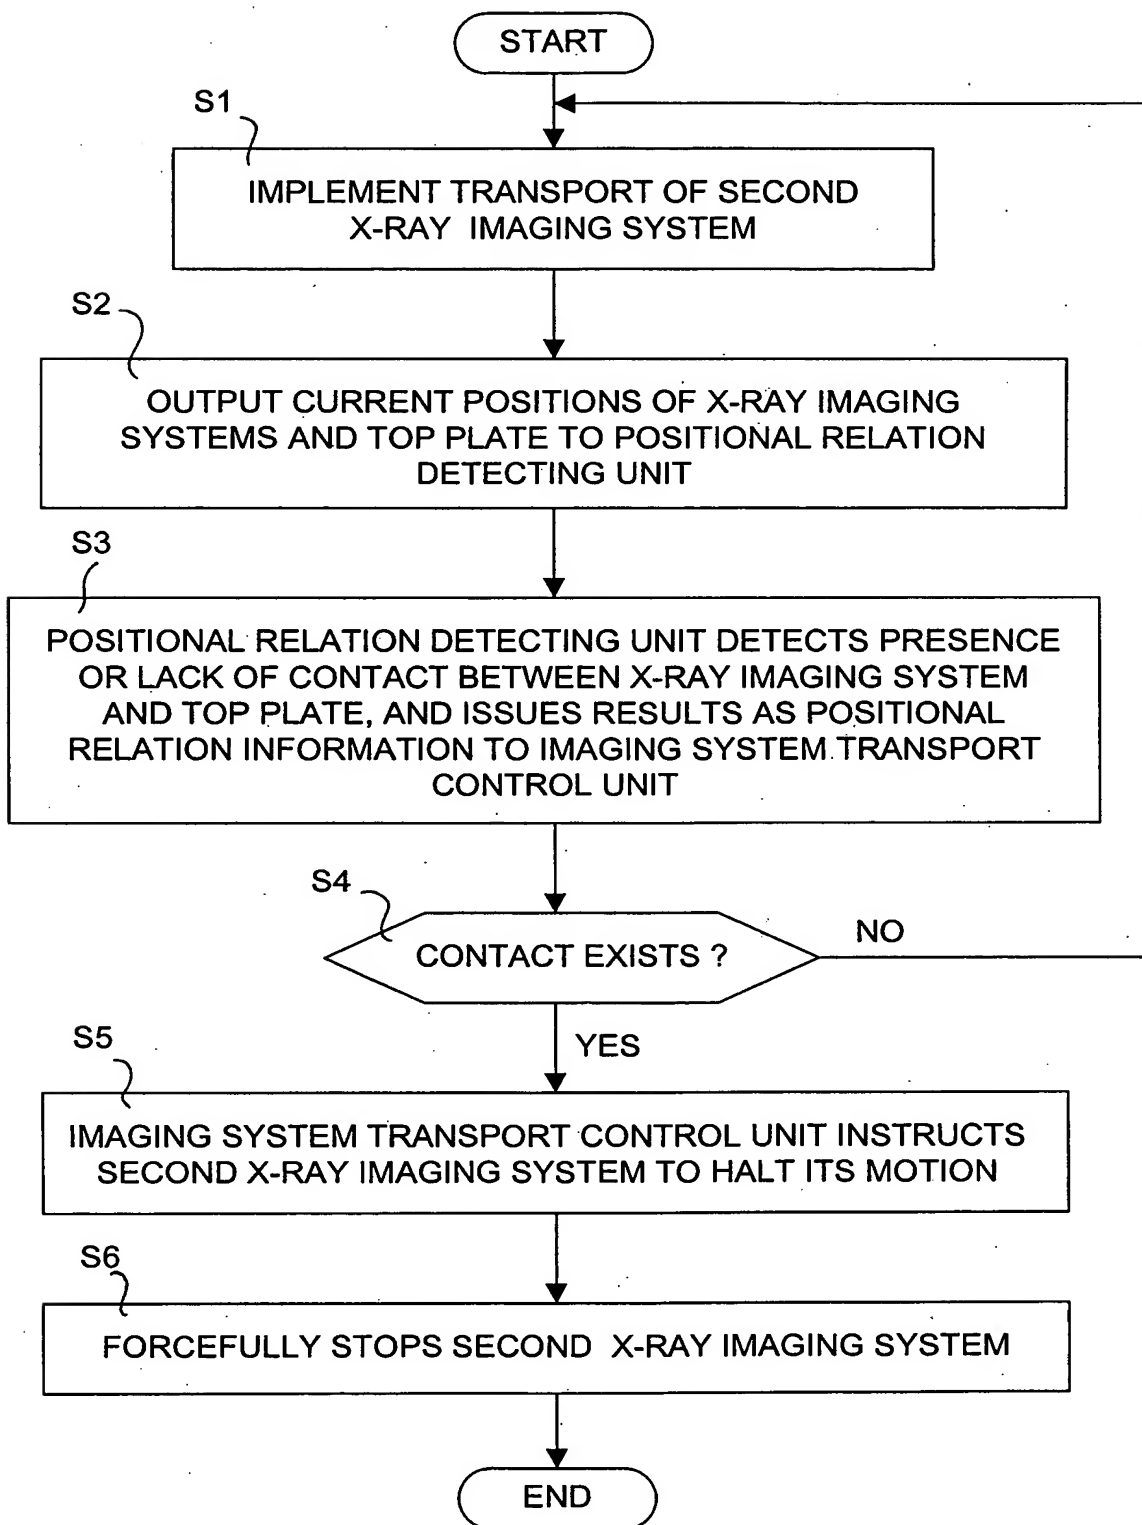 START
S1
IMPLEMENT TRANSPORT OF SECOND
X-RAY IMAGING SYSTEM
S2
OUTPUT CURRENT POSITIONS OF X-RAY IMAGING
SYSTEMS AND TOP PLATE TO POSITIONAL RELATION
DETECTING UNIT
S3
POSITIONAL RELATION DETECTING UNIT DETECTS PRESENCE
OR LACK OF CONTACT BETWEEN X-RAY IMAGING SYSTEM
AND TOP PLATE, AND ISSUES RESULTS AS POSITIONAL
RELATION INFORMATION TO IMAGING SYSTEM TRANSPORT
CONTROL UNIT
S4
CONTACT EXISTS ?
NO
YES
S5
IMAGING SYSTEM TRANSPORT CONTROL UNIT INSTRUCTS
SECOND X-RAY IMAGING SYSTEM TO HALT ITS MOTION
S6
FORCEFULLY STOPS SECOND X-RAY IMAGING SYSTEM
END